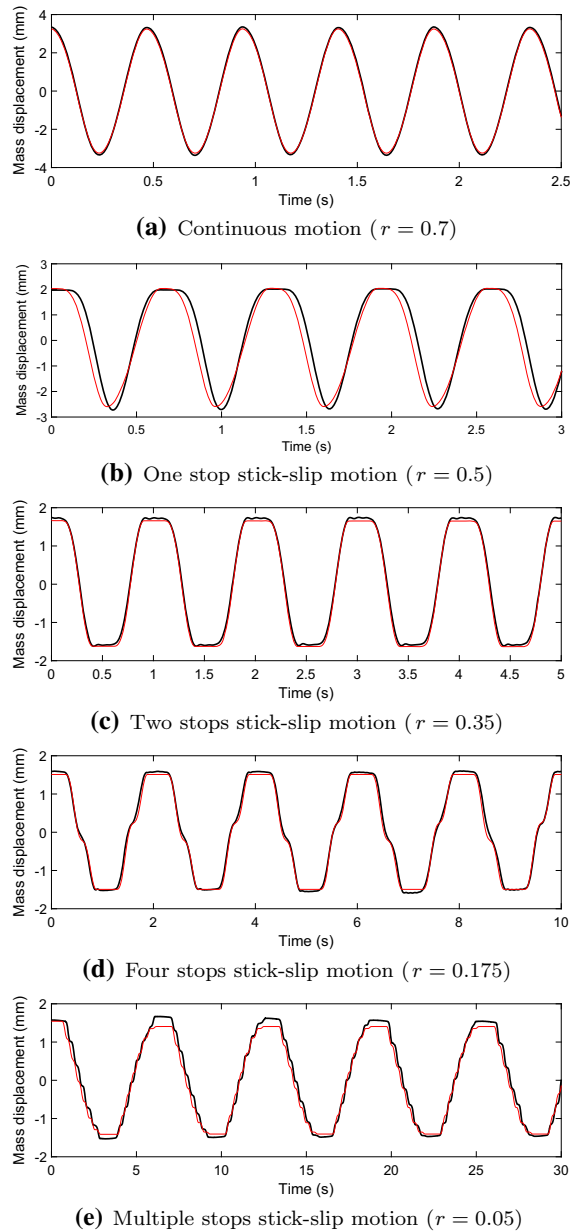 Mass displacement (mm)
4
2
0
-2
-4
0 0.5 1 1.5 2 2.5
Time (s)
(a) Continuous motion (r = 0.7)
Mass displacement (mm)
3
2
1
0
-1
-2
-3
0 0.5 1 1.5 2 2.5 3
Time (s)
(b) One stop stick-slip motion (r = 0.5)
Mass displacement (mm)
2
1
0
-1
-2
0 0.5 1 1.5 2 2.5 3 3.5 4 4.5 5
Time (s)
(c) Two stops stick-slip motion (r = 0.35)
Mass displacement (mm)
2
1
0
-1
-2
0 2 4 6 8 10
Time (s)
(d) Four stops stick-slip motion (r = 0.175)
Mass displacement (mm)
2
1
0
-1
-2
0 5 10 15 20 25 30
Time (s)
(e) Multiple stops stick-slip motion (r = 0.05)